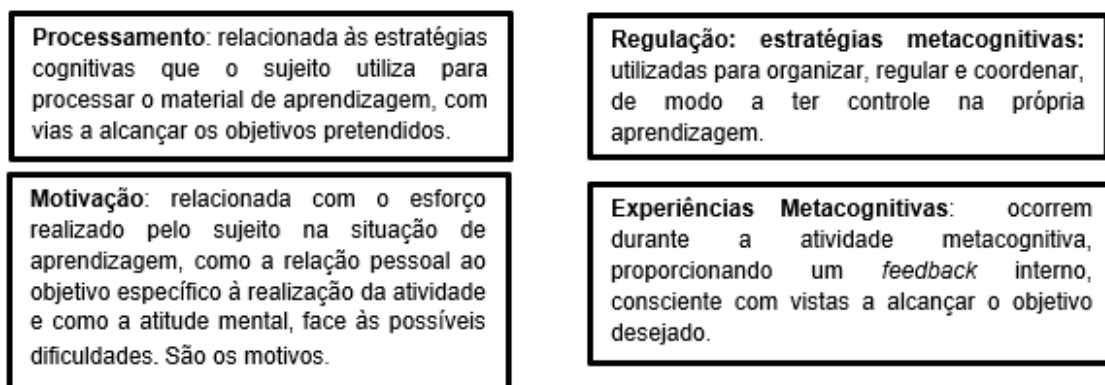 Processamento: relacionada às estratégias
cognitivas que o sujeito utiliza para
processar o material de aprendizagem, com
vias a alcançar os objetivos pretendidos.
Motivação: relacionada com o esforço
realizado pelo sujeito na situação de
aprendizagem, como a relação pessoal ao
objetivo específico à realização da atividade
e como a atitude mental, face às possíveis
dificuldades. São os motivos.
Regulação: estratégias metacognitivas:
utilizadas para organizar, regular e coordenar,
de modo a ter controle na própria
aprendizagem.
Experiências Metacognitivas: ocorrem
durante a atividade metacognitiva,
proporcionando um feedback interno,
consciente com vistas a alcançar o objetivo
desejado.